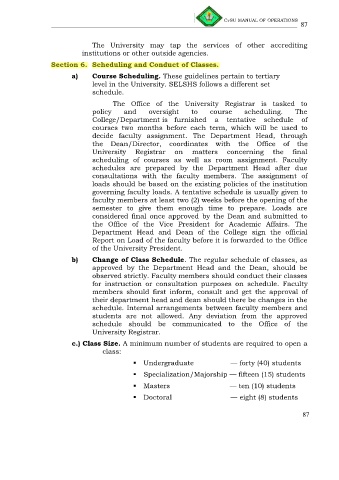 CvSU MANUAL OF OPERATIONS
87
The University may tap the services of other accrediting
institutions or other outside agencies.
Section 6. Scheduling and Conduct of Classes.
a) Course Scheduling. These guidelines pertain to tertiary
level in the University. SELSHS follows a different set
schedule.
The Office of the University Registrar is tasked to
policy and oversight to course scheduling. The
College/Department is furnished a tentative schedule of
courses two months before each term, which will be used to
decide faculty assignment. The Department Head, through
the Dean/Director, coordinates with the Office of the
University Registrar on matters concerning the final
scheduling of courses as well as room assignment. Faculty
schedules are prepared by the Department Head after due
consultations with the faculty members. The assignment of
loads should be based on the existing policies of the institution
governing faculty loads. A tentative schedule is usually given to
faculty members at least two (2) weeks before the opening of the
semester to give them enough time to prepare. Loads are
considered final once approved by the Dean and submitted to
the Office of the Vice President for Academic Affairs. The
Department Head and Dean of the College sign the official
Report on Load of the faculty before it is forwarded to the Office
of the University President.
b) Change of Class Schedule. The regular schedule of classes, as
approved by the Department Head and the Dean, should be
observed strictly. Faculty members should conduct their classes
for instruction or consultation purposes on schedule. Faculty
members should first inform, consult and get the approval of
their department head and dean should there be changes in the
schedule. Internal arrangements between faculty members and
students are not allowed. Any deviation from the approved
schedule should be communicated to the Office of the
University Registrar.
c.) Class Size. A minimum number of students are required to open a
class:
• Undergraduate — forty (40) students
• Specialization/Majorship — fifteen (15) students
• Masters — ten (10) students
• Doctoral — eight (8) students
87